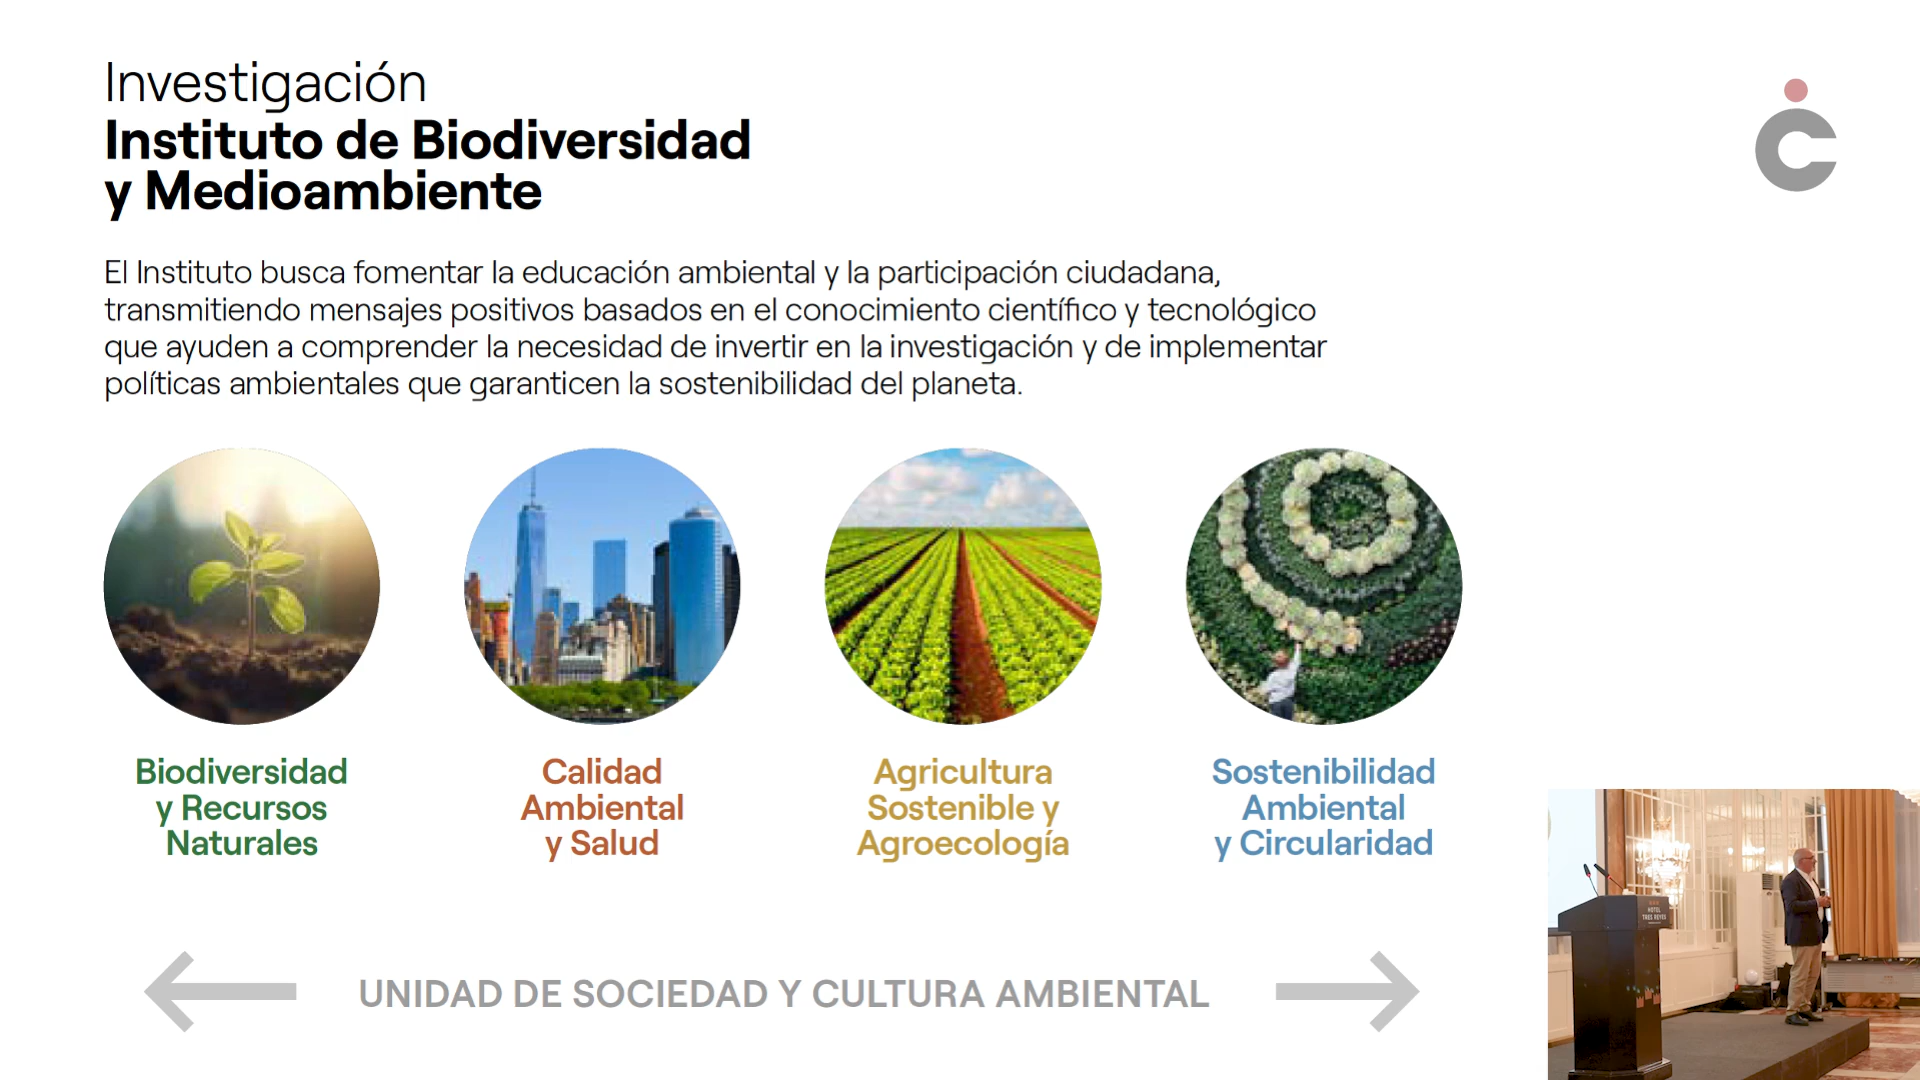 Investigación
Instituto de Biodiversidad
y Medioambiente
El Instituto busca fomentar la educación ambiental y la participación ciudadana,
transmitiendo mensajes positivos basados en el conocimiento científico y tecnológico
que ayuden a comprender la necesidad de invertir en la investigación y de implementar
políticas ambientales que garanticen la sostenibilidad del planeta.
Biodiversidad
y Recursos
Naturales
Calidad
Ambiental
y Salud
Agricultura
Sostenible y
Agroecología
Sostenibilidad
Ambiental
y Circularidad
UNIDAD DE SOCIEDAD Y CULTURA AMBIENTAL
HOTEL
TRES REYES